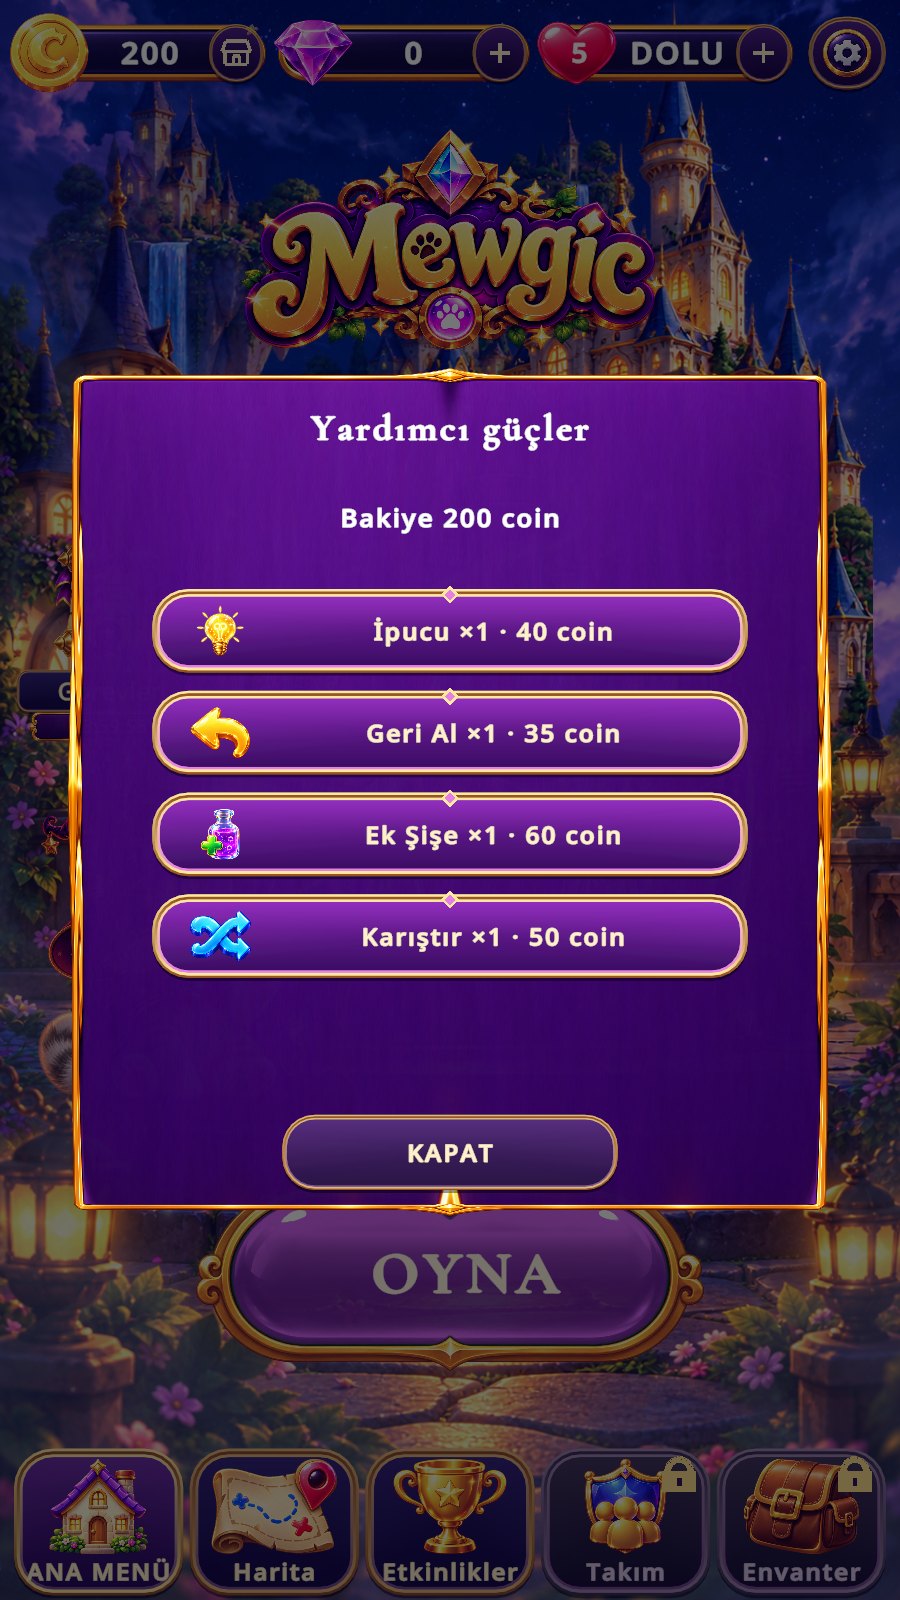 200
0
5
DOLU
Mewgic
Yardımcı güçler
Bakiye 200 coin
İpucu ×1 · 40 coin
Geri Al ×1 · 35 coin
Ek Şişe ×1 · 60 coin
Karıştır ×1 · 50 coin
KAPAT
OYNA
ANA MENÜ
Harita
Etkinlikler
Takım
Envanter